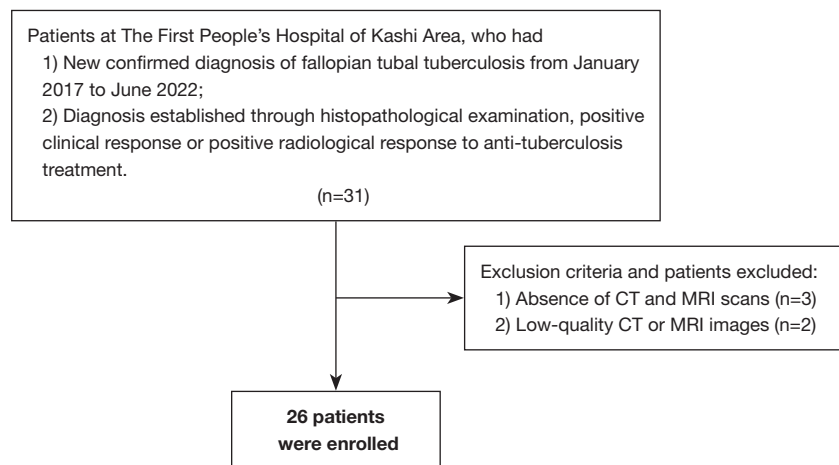 Patients at The First People’s Hospital of Kashi Area, who had
1) New confirmed diagnosis of fallopian tubal tuberculosis from January
2017 to June 2022;
2) Diagnosis established through histopathological examination, positive
clinical response or positive radiological response to anti-tuberculosis
treatment.
(n=31)
Exclusion criteria and patients excluded:
1) Absence of CT and MRI scans (n=3)
2) Low-quality CT or MRI images (n=2)
26 patients
were enrolled